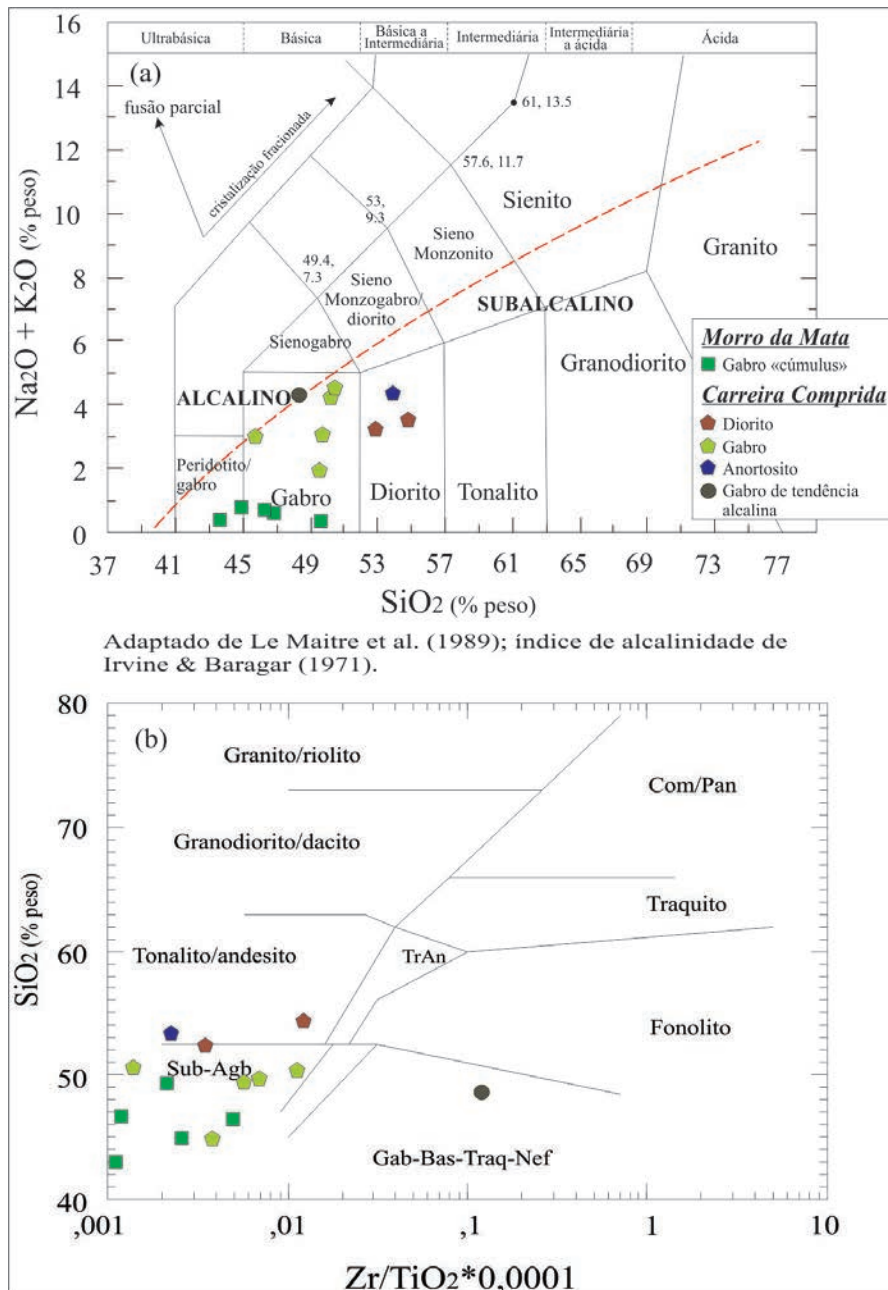 Ultrabásica
Básica
Básica a
Intermediária
Intermediária
Intermediária
a ácida
Ácida
(a)
fusão parcial
cristalização fracionada
61, 13.5
57.6, 11.7
53,
9.3
49.4,
7.3
Sienito
Sieno
Monzonito
Granito
Sieno
Monzogabro/
diorito
SUBALCALINO
Sienogabro
Granodiorito
ALCALINO
Peridotito/
gabro
Gabro
Diorito
Tonalito
Morro da Mata
Gabro «cúmulus»
Carreira Comprida
Diorito
Gabro
Anortosito
Gabro de tendência
alcalina
16
14
12
10
8
6
4
2
0
Na2O + K2O (% peso)
37 41 45 49 53 57 61 65 69 73 77
SiO2 (% peso)
Adaptado de Le Maitre et al. (1989); índice de alcalinidade de
Irvine & Baragar (1971).
(b)
Granito/riolito
Com/Pan
Granodiorito/dacito
Traquito
Tonalito/andesito
TrAn
Fonolito
Sub-Agb
Gab-Bas-Traq-Nef
80
70
60
50
40
SiO2 (% peso)
,001 ,01 ,1 1 10
Zr/TiO2*0,0001